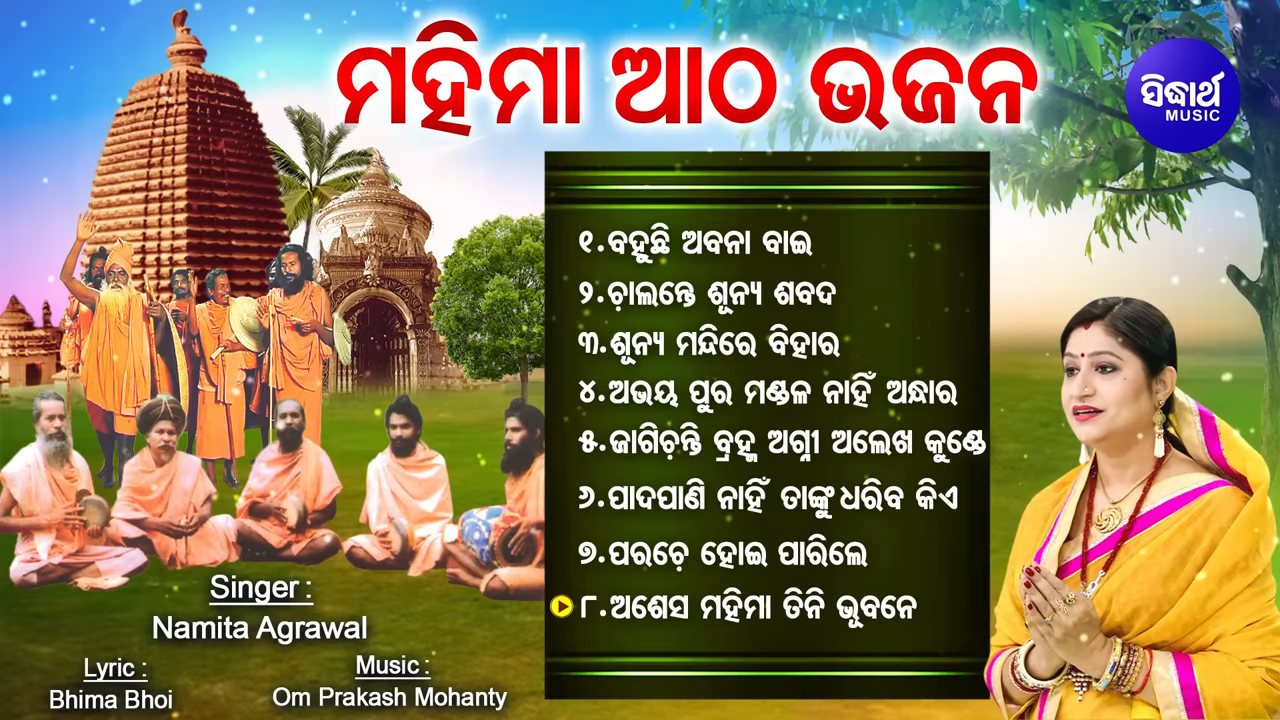 ମହିମା ଆଠ ଭଜନ
ସିଦ୍ଧାର୍ଥ
MUSIC
୧.ବହୁଛି ଅବନା ବାଇ
୨.ଚାଲନ୍ତେ ଶୂନ୍ୟ ଶବଦ
୩.ଶୂନ୍ୟ ମନ୍ଦିରେ ବିହାର
୪.ଅଭୟ ପୁର ମଣ୍ଡଳ ନାହିଁ ଅନ୍ଧାର
୫.ଜାଗିଚନ୍ତି ବ୍ରହ୍ମ ଅଗ୍ନୀ ଅଲେଖ କୁଣ୍ଡେ
୬.ପାଦପାଣି ନାହିଁ ତାଙ୍କୁ ଧରିବ କିଏ
୭.ପରଚେ ହୋଇ ପାରିଲେ
୮.ଅଶେସ ମହିମା ତିନି ଭୂବନେ
Singer :
Namita Agrawal
Lyric :
Bhima Bhoi
Music :
Om Prakash Mohanty